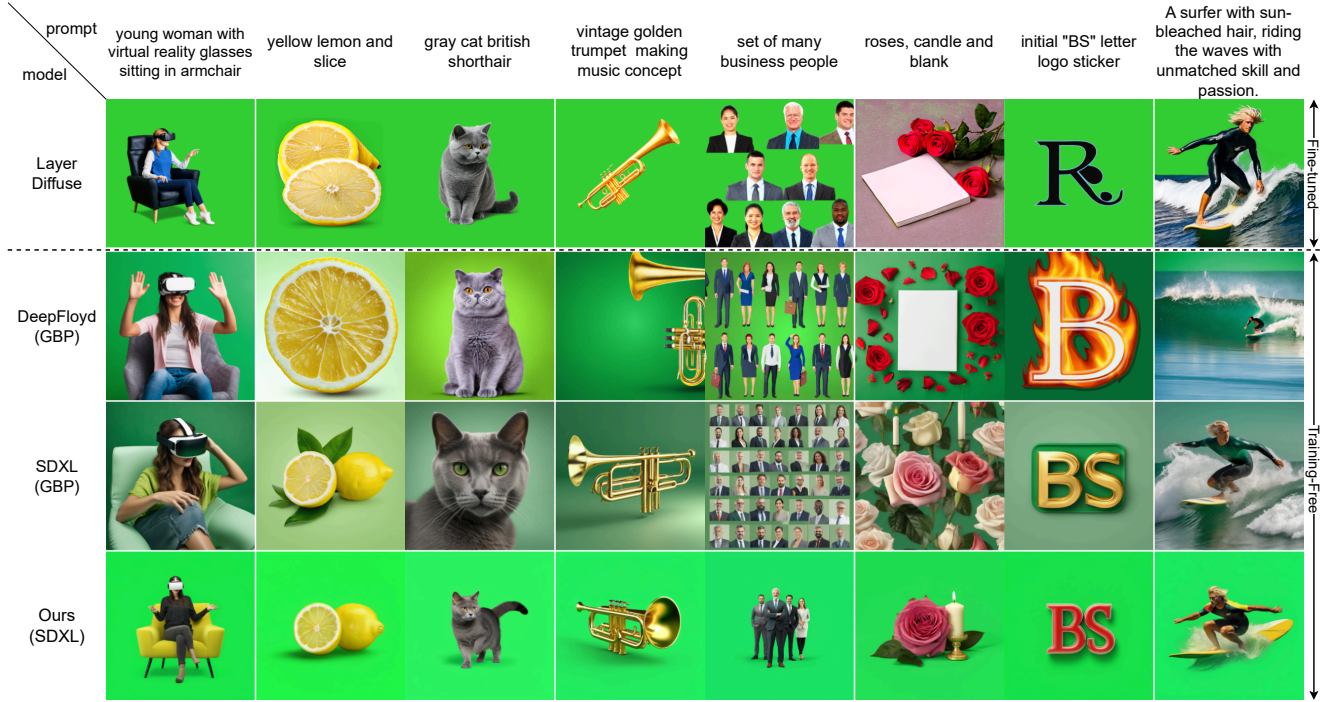 prompt
model
young woman with
virtual reality glasses
sitting in armchair
yellow lemon and
slice
gray cat british
shorthair
vintage golden
trumpet making
music concept
set of many
business people
roses, candle and
blank
initial "BS" letter
logo sticker
A surfer with sun-
bleached hair, riding
the waves with
unmatched skill and
passion.
Layer
Diffuse
R
Fine-tuned
DeepFloyd
(GBP)
B
SDXL
(GBP)
BS
Training-Free
Ours
(SDXL)
BS